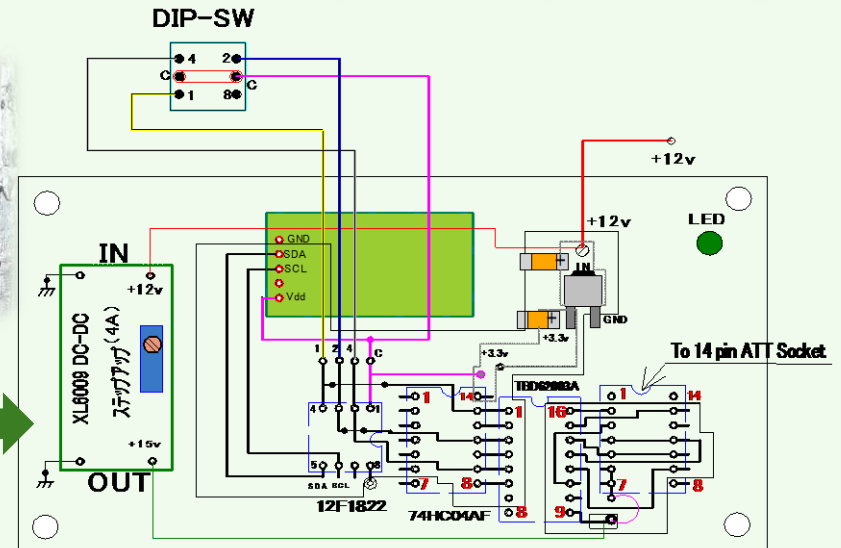 DIP-SW
4 2
C
C
1 8
+12v
+12v
LED
GND
SDA
SCL
Vdd
IN
+12v
XL6009 DC-DC
ステップアップ(4A)
+15v
OUT
IN
GND
+3.3v
+3.3v
To 14 pin ATT Socket
1 2 4 C
4 1
5 8
SDA SCL
12F1822
1 14
7 8
74HC04AF
TBD62003A
1 16
8 9
1 14
7 8